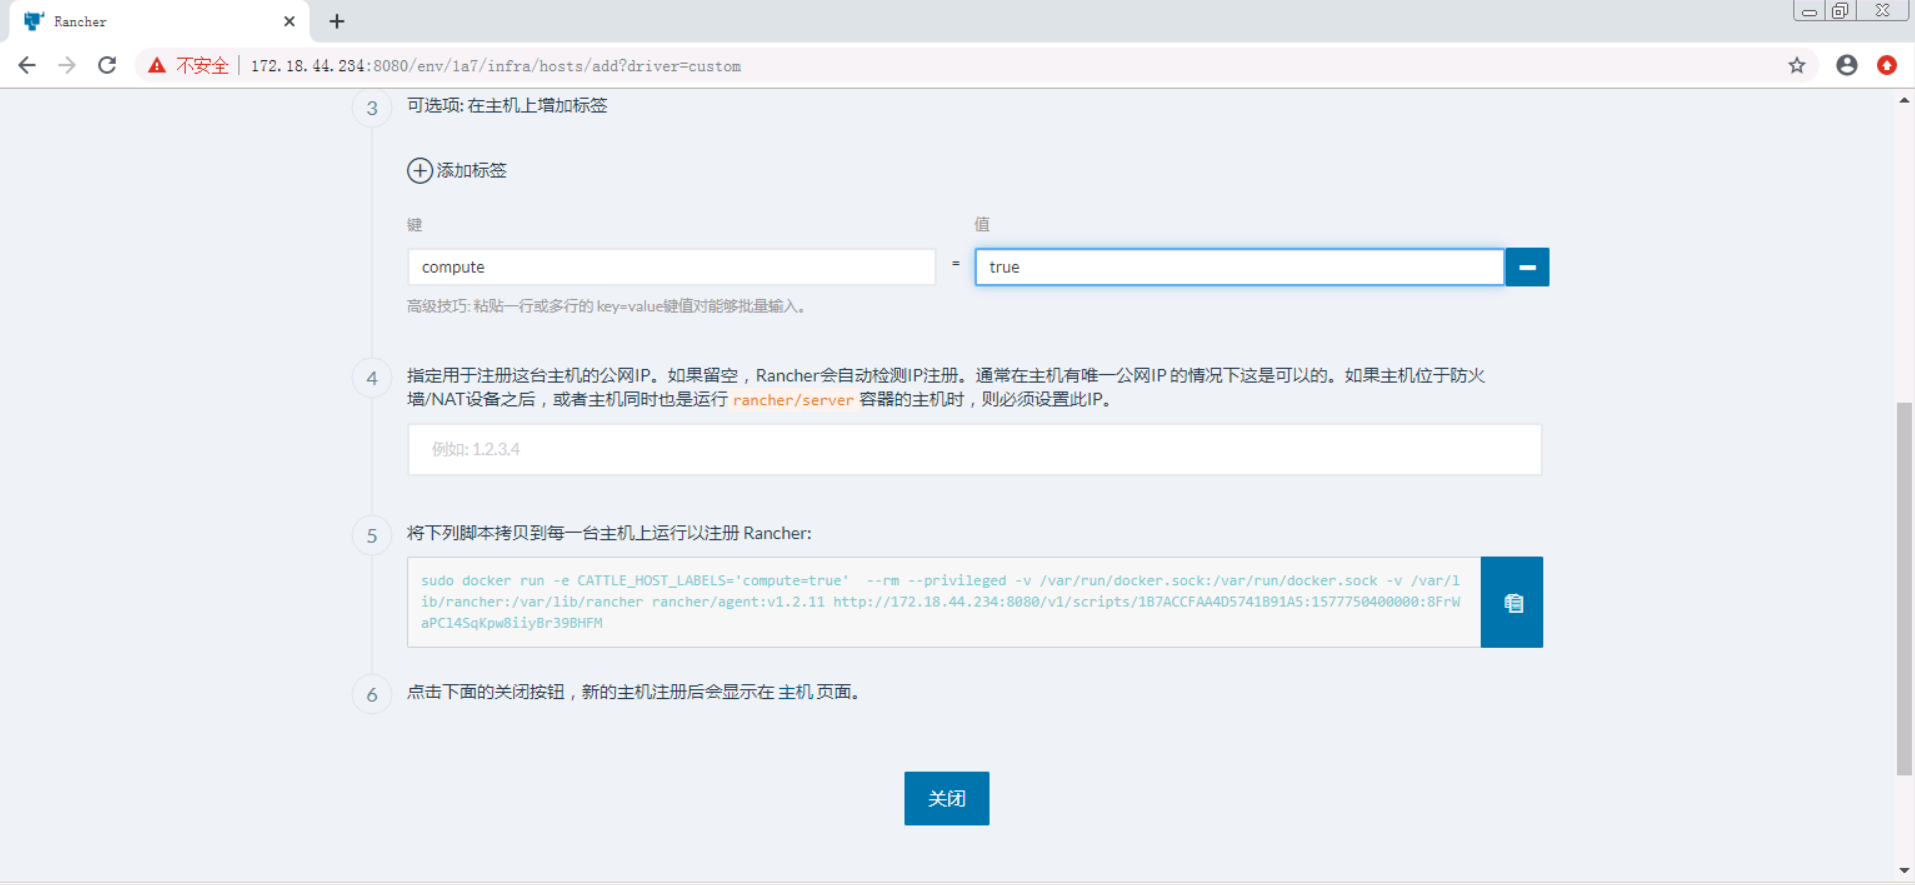 Rancher
不安全 172.18.44.234:8080/env/1a7/infra/hosts/add?driver=custom
3 可选项: 在主机上增加标签
添加标签
键 值
compute = true
高级技巧: 粘贴一行或多行的 key=value键值对能够批量输入。
4 指定用于注册这台主机的公网IP。如果留空，Rancher会自动检测IP注册。通常在主机有唯一公网IP 的情况下这是可以的。如果主机位于防火
墙/NAT设备之后，或者主机同时也是运行 rancher/server 容器的主机时，则必须设置此IP。
例如: 1.2.3.4
5 将下列脚本拷贝到每一台主机上运行以注册 Rancher:
sudo docker run -e CATTLE_HOST_LABELS='compute=true'  --rm --privileged -v /var/run/docker.sock:/var/run/docker.sock -v /var/l
ib/rancher:/var/lib/rancher rancher/agent:v1.2.11 http://172.18.44.234:8080/v1/scripts/1B7ACCFAA4D5741B91A5:1577750400000:8FrW
aPCl4SqKpw8iiyBr39BHFM
6 点击下面的关闭按钮，新的主机注册后会显示在 主机 页面。
关闭